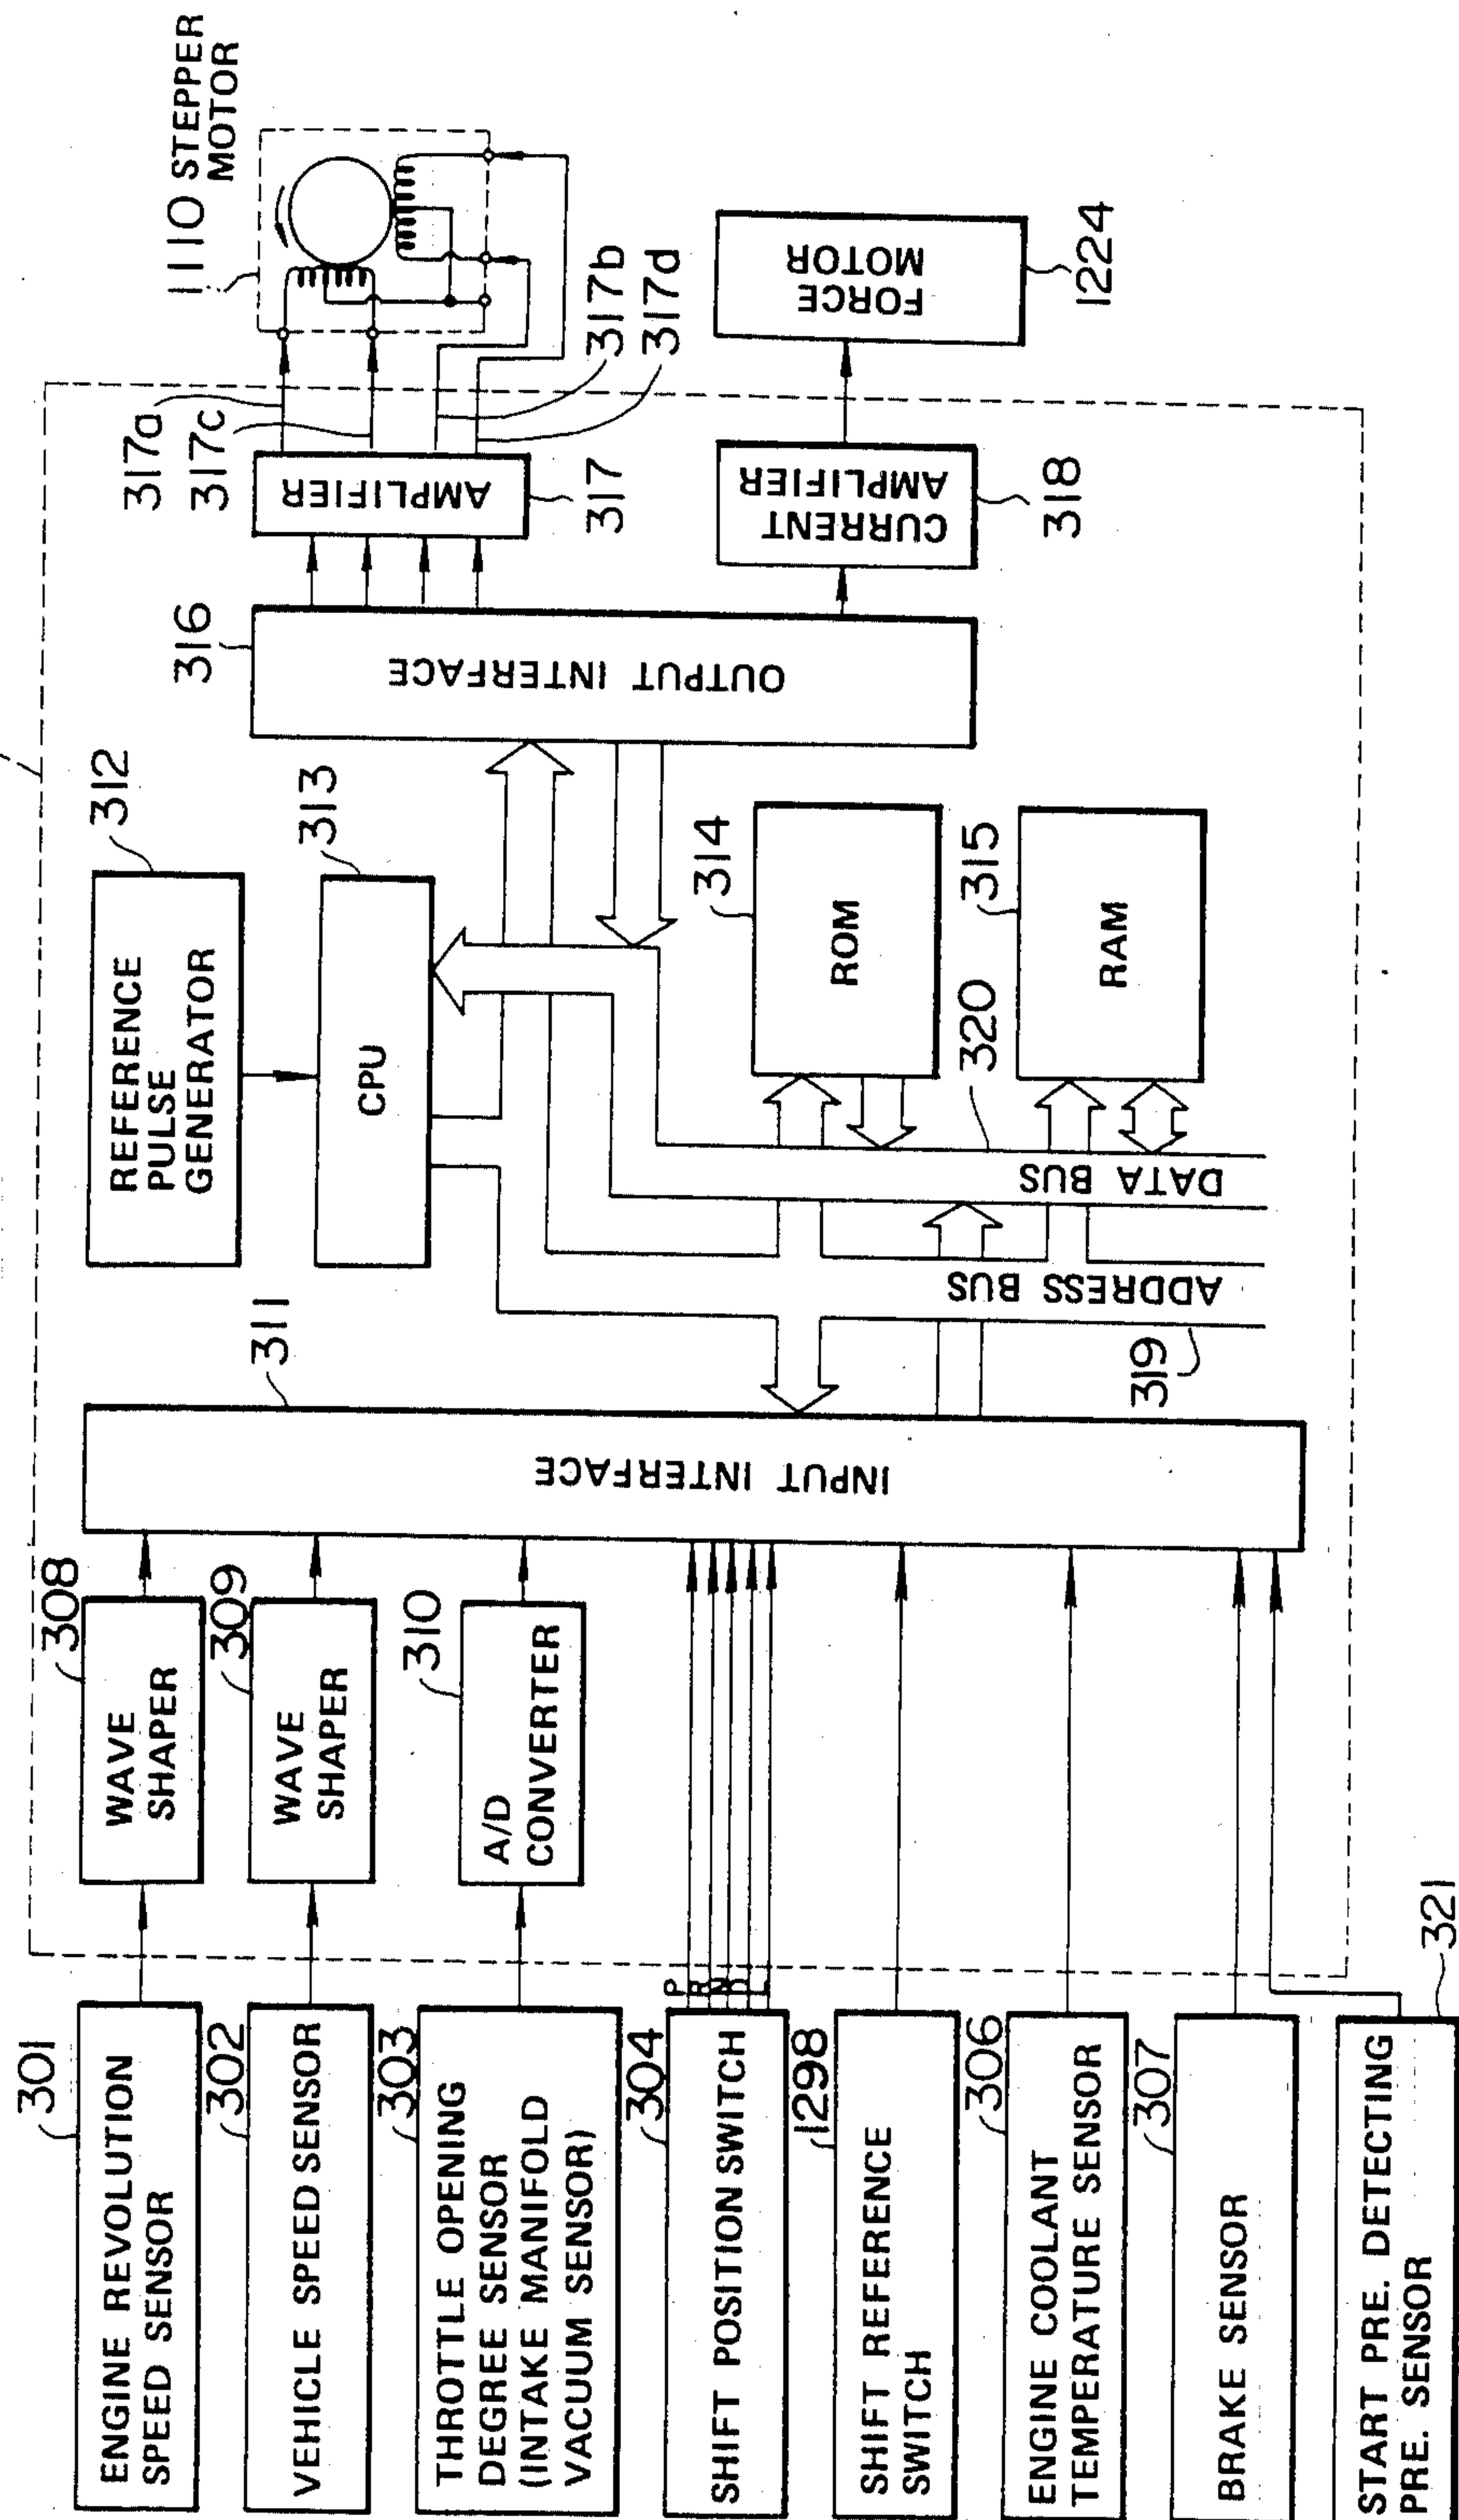 301
ENGINE REVOLUTION
SPEED SENSOR
302
VEHICLE SPEED SENSOR
303
THROTTLE OPENING
DEGREE SENSOR
(INTAKE MANIFOLD
VACUUM SENSOR)
304
SHIFT POSITION SWITCH
P
R
N
D
L
1298
SHIFT REFERENCE
SWITCH
306
ENGINE COOLANT
TEMPERATURE SENSOR
307
BRAKE SENSOR
321
START PRE. DETECTING
PRE. SENSOR
308
WAVE
SHAPER
309
WAVE
SHAPER
310
A/D
CONVERTER
311
INPUT INTERFACE
312
REFERENCE
PULSE
GENERATOR
313
CPU
314
ROM
315
RAM
320
DATA BUS
ADDRESS BUS
319
316
OUTPUT INTERFACE
317a
317c
AMPLIFIER
317
317b
317d
CURRENT
AMPLIFIER
318
1110 STEPPER
MOTOR
FORCE
MOTOR
1224